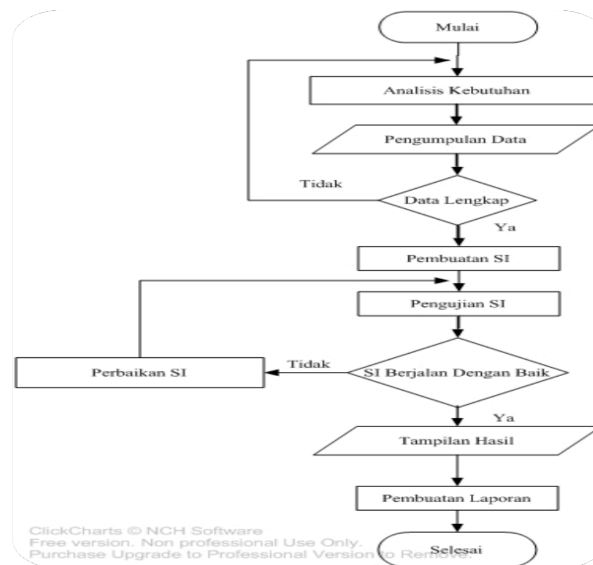 Mulai
Analisis Kebutuhan
Pengumpulan Data
Tidak
Data Lengkap
Ya
Pembuatan SI
Pengujian SI
Perbaikan SI
Tidak
SI Berjalan Dengan Baik
Ya
Tampilan Hasil
Pembuatan Laporan
ClickCharts © NCH Software
Free version. Non professional Use Only.
Purchase Upgrade to Professional Version to Remove.
Selesai